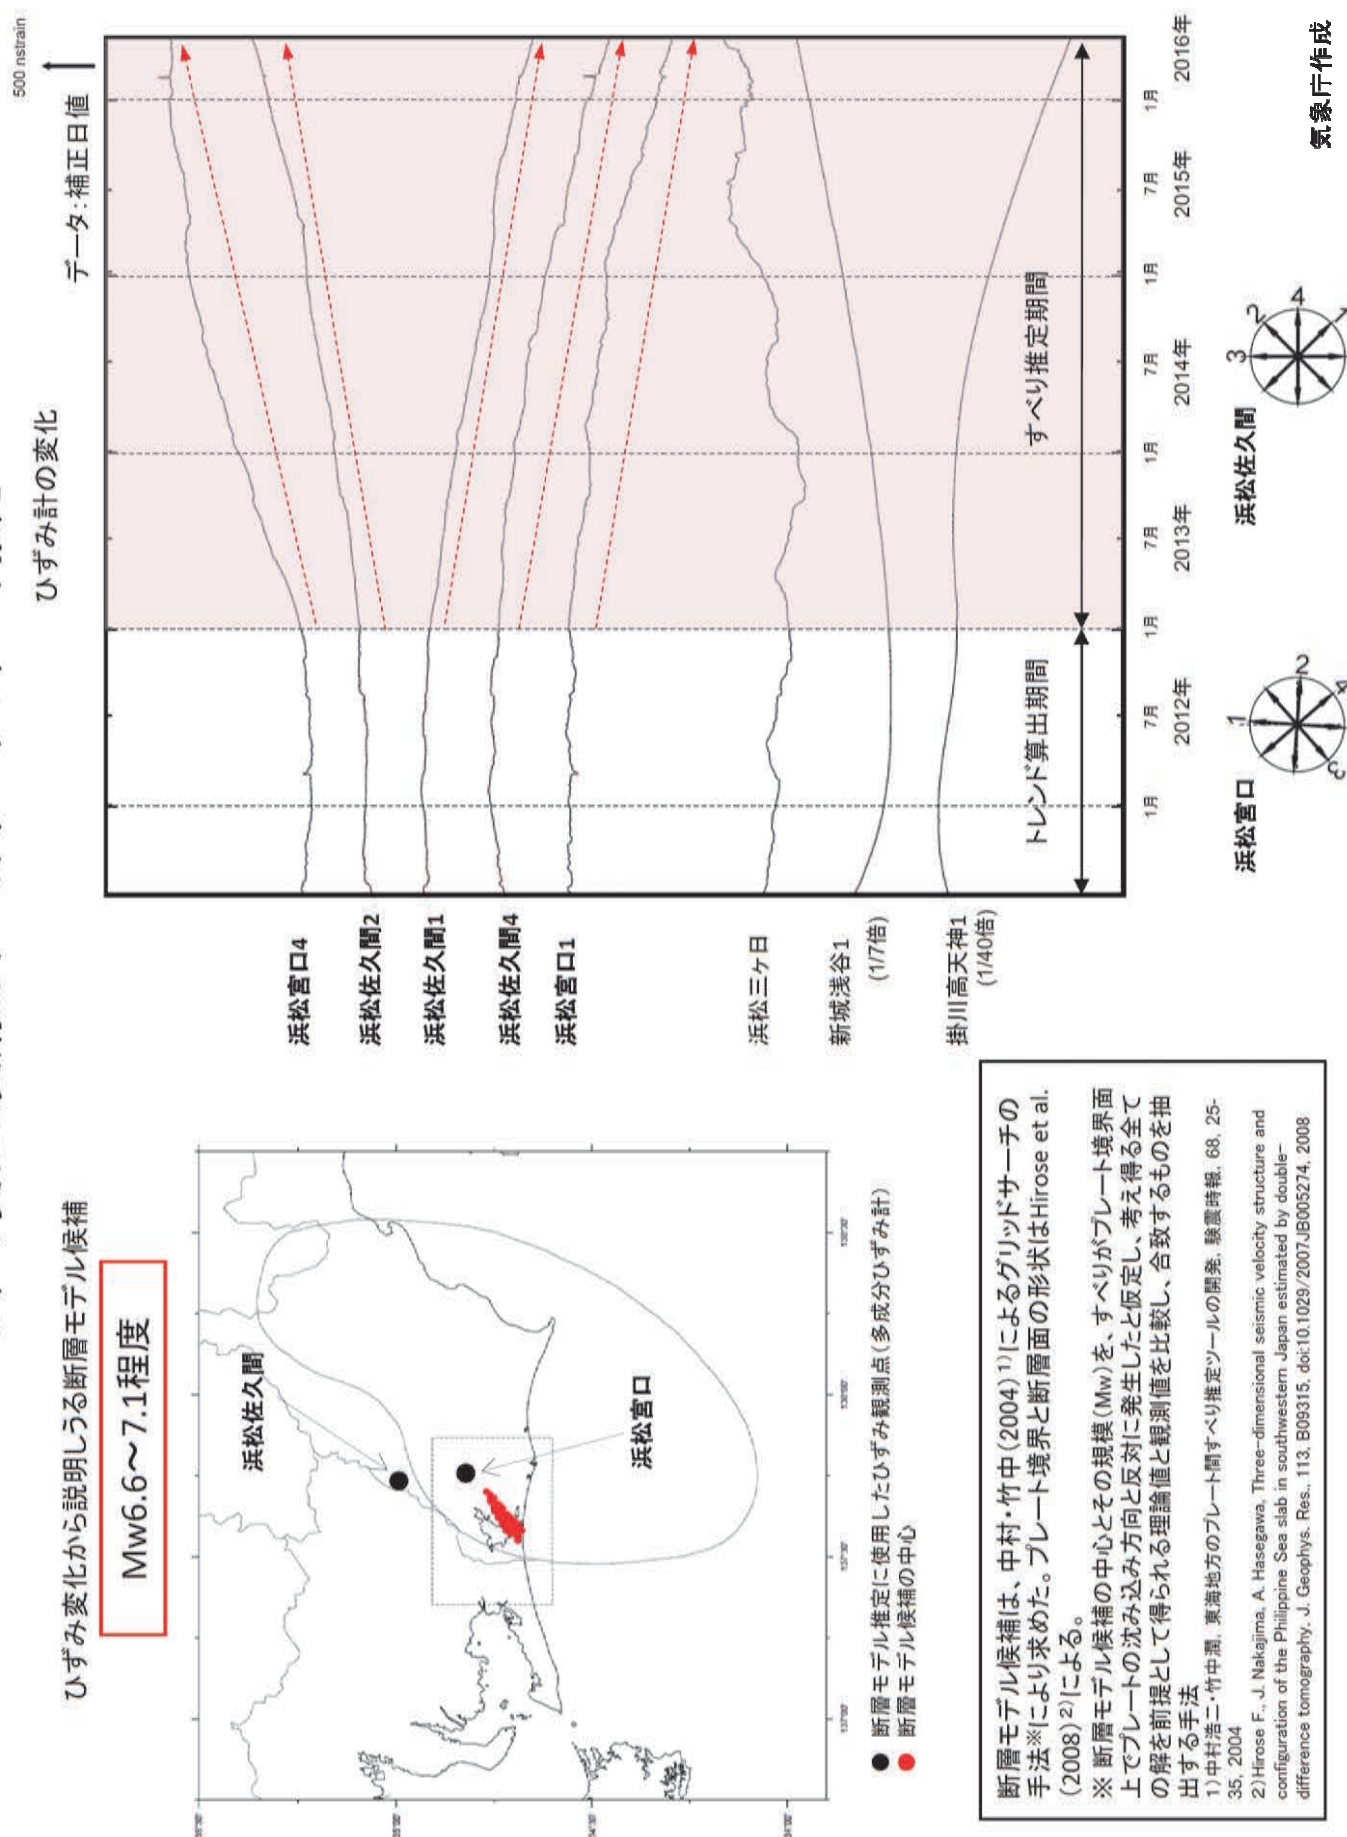 ひずみ変化から説明しうる断層モデル候補
Mw6.6～7.1程度
浜松佐久間
浜松宮口
35°00'
137°00'
137°30'
138°00'
138°30'
● 断層モデル推定に使用したひずみ観測点(多成分ひずみ計)
● 断層モデル候補の中心
断層モデル候補は、中村・竹中(2004)1)によるグリッドサーチの
手法※により求めた。プレート境界と断層面の形状はHirose et al.
(2008)2)による。
※ 断層モデル候補の中心とその規模(Mw)を、すべりがプレート境界面
上でプレートの沈み込み方向と反対に発生したと仮定し、考え得る全て
の解を前提として得られる理論値と観測値を比較し、合致するものを抽
出する手法
1)中村浩二・竹中潤, 東海地方のプレート間すべり推定ツールの開発, 験震時報, 68, 25-
35, 2004
2)Hirose F., J. Nakajima, A. Hasegawa, Three-dimensional seismic velocity structure and
configuration of the Philippine Sea slab in southwestern Japan estimated by double-
difference tomography, J. Geophys. Res., 113, B09315, doi:10.1029/2007JB005274, 2008
ひずみ計の変化
データ:補正日値
500 nstrain
浜松宮口4
浜松佐久間2
浜松佐久間1
浜松佐久間4
浜松宮口1
浜松三ヶ日
新城浅谷1
(1/7倍)
掛川高天神1
(1/40倍)
トレンド算出期間
すべり推定期間
1月
7月
1月
7月
1月
7月
1月
7月
1月
2012年
2013年
2014年
2015年
2016年
浜松宮口
1
2
3
4
浜松佐久間
3
2
4
1
気象庁作成